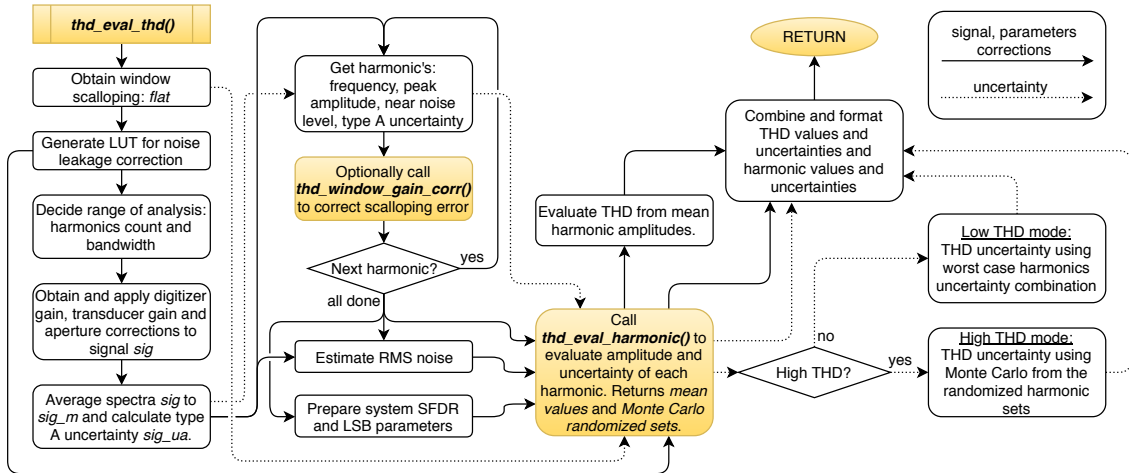 thd_eval_thd()
Obtain window
scalloping: flat
Generate LUT for noise
leakage correction
Decide range of analysis:
harmonics count and
bandwidth
Obtain and apply digitizer
gain, transducer gain and
aperture corrections to
signal sig
Average spectra sig to
sig_m and calculate type
A uncertainty sig_ua.
Get harmonic's:
frequency, peak
amplitude, near noise
level, type A uncertainty
Optionally call
thd_window_gain_corr()
to correct scalloping error
Next harmonic?
yes
all done
Estimate RMS noise
Prepare system SFDR
and LSB parameters
Evaluate THD from mean
harmonic amplitudes.
Call
thd_eval_harmonic() to
evaluate amplitude and
uncertainty of each
harmonic. Returns mean
values and Monte Carlo
randomized sets.
RETURN
Combine and format
THD values and
uncertainties and
harmonic values and
uncertainties
High THD?
no
yes
signal, parameters
corrections
uncertainty
Low THD mode:
THD uncertainty using
worst case harmonics
uncertainty combination
High THD mode:
THD uncertainty using
Monte Carlo from the
randomized harmonic
sets